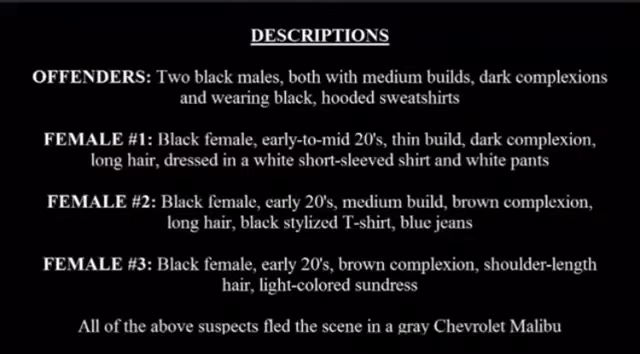 DESCRIPTIONS
OFFENDERS: Two black males, both with medium builds, dark complexions
and wearing black, hooded sweatshirts
FEMALE #1: Black female, early-to-mid 20's, thin build, dark complexion,
long hair, dressed in a white short-sleeved shirt and white pants
FEMALE #2: Black female, early 20's, medium build, brown complexion,
long hair, black stylized T-shirt, blue jeans
FEMALE #3: Black female, early 20's, brown complexion, shoulder-length
hair, light-colored sundress
All of the above suspects fled the scene in a gray Chevrolet Malibu